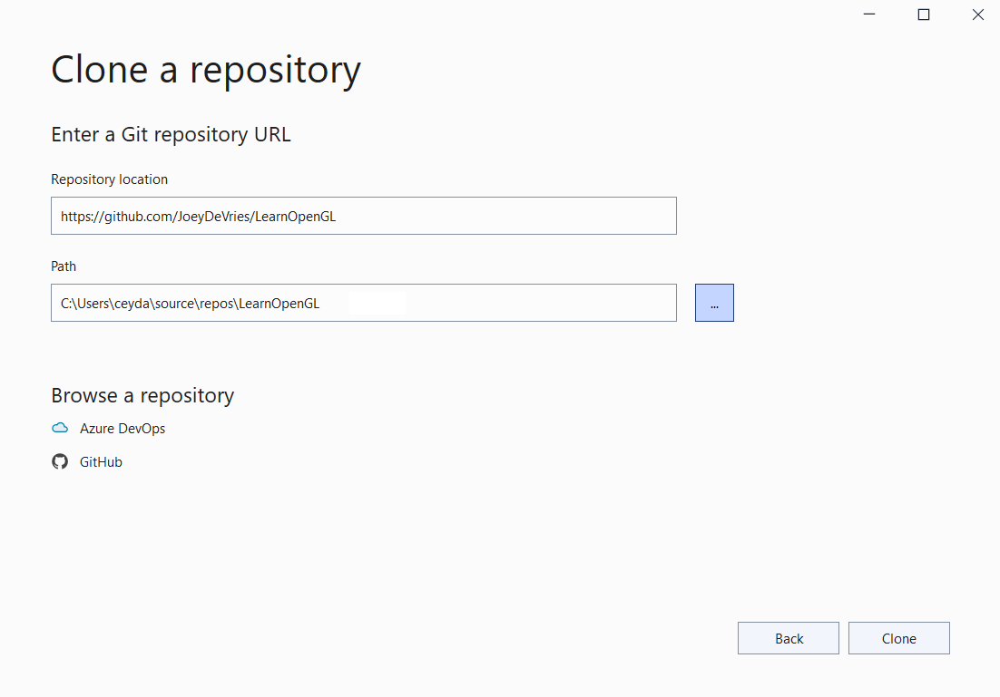 Clone a repository
Enter a Git repository URL
Repository location
https://github.com/JoeyDeVries/LearnOpenGL
Path
C:\Users\ceyda\source\repos\LearnOpenGL
...
Browse a repository
Azure DevOps
GitHub
Back
Clone